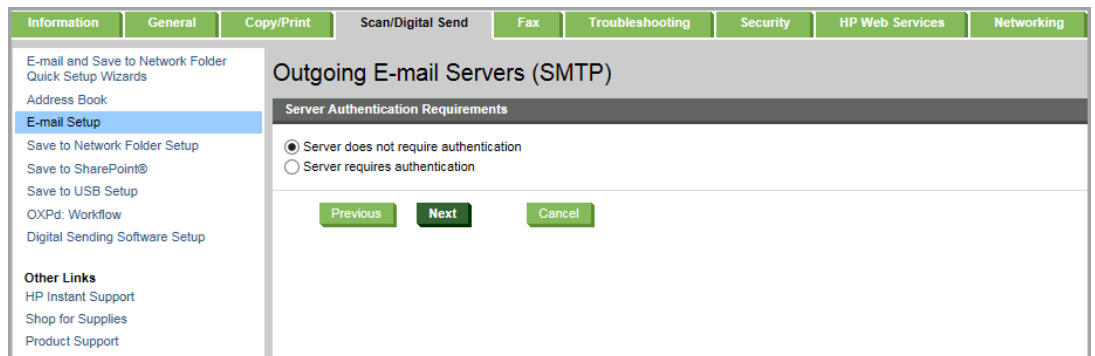 Information General Copy/Print Scan/Digital Send Fax Troubleshooting Security HP Web Services Networking
E-mail and Save to Network Folder
Quick Setup Wizards
Address Book
E-mail Setup
Save to Network Folder Setup
Save to SharePoint®
Save to USB Setup
OXPd: Workflow
Digital Sending Software Setup
Other Links
HP Instant Support
Shop for Supplies
Product Support
Outgoing E-mail Servers (SMTP)
Server Authentication Requirements
Server does not require authentication
Server requires authentication
Previous Next Cancel